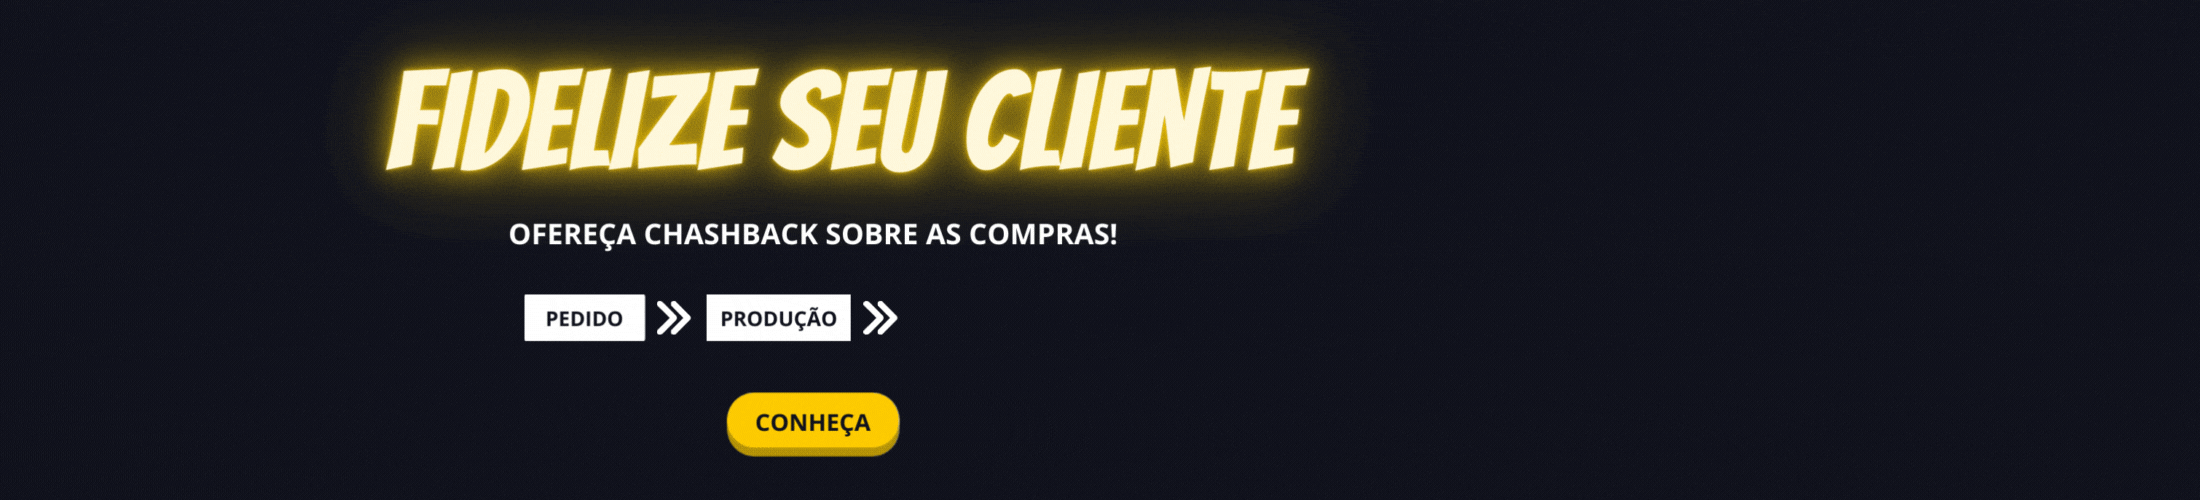 FIDELIZE SEU CLIENTE
OFEREÇA CHASHBACK SOBRE AS COMPRAS!
PEDIDO PRODUÇÃO
CONHEÇA